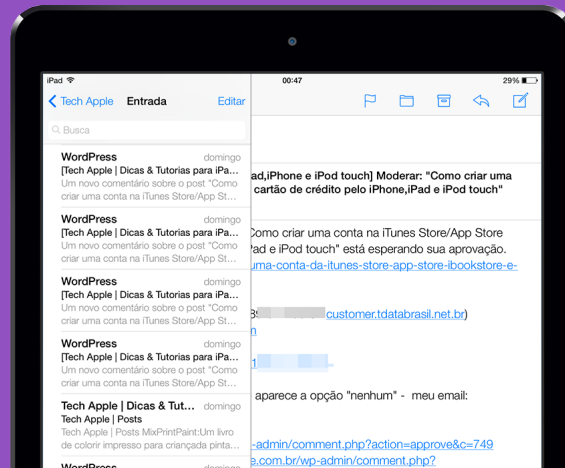 iPad 00:47 29%
Tech Apple Entrada Editar
Busca
WordPress domingo
[Tech Apple | Dicas & Tutorias para iPa...
Um novo comentário sobre o post "Como
criar uma conta na iTunes Store/App St...
WordPress domingo
[Tech Apple | Dicas & Tutorias para iPa...
Um novo comentário sobre o post "Como
criar uma conta na iTunes Store/App St...
WordPress domingo
[Tech Apple | Dicas & Tutorias para iPa...
Um novo comentário sobre o post "Como
criar uma conta na iTunes Store/App St...
WordPress domingo
[Tech Apple | Dicas & Tutorias para iPa...
Um novo comentário sobre o post "Como
criar uma conta na iTunes Store/App St...
Tech Apple | Dicas & Tut... domingo
Tech Apple | Posts
Tech Apple | Posts MixPrintPaint:Um livro
de colorir impresso para criançada pinta...
WordPress domingo
ad,iPhone e iPod touch] Moderar: "Como criar uma
cartão de crédito pelo iPhone,iPad e iPod touch"
Como criar uma conta na iTunes Store/App Store
Pad e iPod touch" está esperando sua aprovação.
uma-conta-da-itunes-store-app-store-ibookstore-e-
customer.tdatabrasil.net.br)
aparece a opção "nenhum" - meu email:
-admin/comment.php?action=approve&c=749
e.com.br/wp-admin/comment.php?